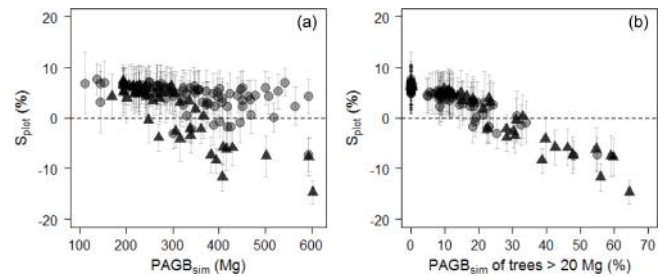 (a)
20
10
0
-10
-20
S_plot (%)
100 200 300 400 500 600
PAGB_sim (Mg)
(b)
20
10
0
-10
-20
S_plot (%)
0 10 20 30 40 50 60 70
PAGB_sim of trees > 20 Mg (%)